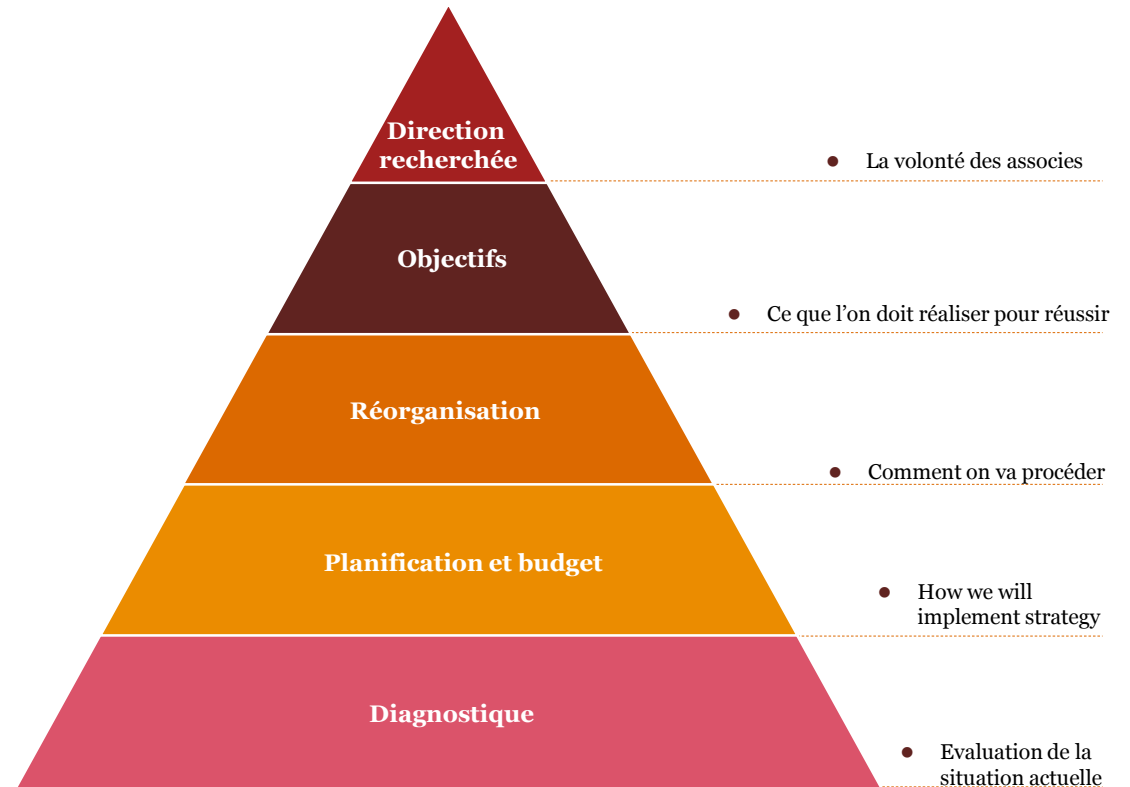 Direction
recherchée
● La volonté des associes
Objectifs
● Ce que l’on doit réaliser pour réussir
Réorganisation
● Comment on va procéder
Planification et budget
● How we will
implement strategy
Diagnostique
● Evaluation de la
situation actuelle